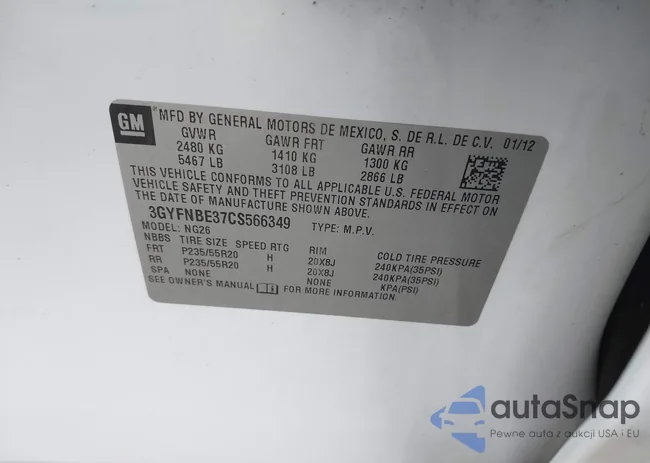 GM
MFD BY GENERAL MOTORS DE MEXICO, S. DE R.L. DE C.V. 01/12
GVWR GAWR FRT GAWR RR
2480 KG 1410 KG 1300 KG
5467 LB 3108 LB 2866 LB
THIS VEHICLE CONFORMS TO ALL APPLICABLE U.S. FEDERAL MOTOR
VEHICLE SAFETY AND THEFT PREVENTION STANDARDS IN EFFECT ON
THE DATE OF MANUFACTURE SHOWN ABOVE.
3GYFNBE37CS566349 TYPE: M.P.V.
MODEL: NG26
NBBS TIRE SIZE SPEED RTG RIM COLD TIRE PRESSURE
FRT P235/55R20 H 20X8J 240KPA(35PSI)
RR P235/55R20 H 20X8J 240KPA(35PSI)
SPA NONE NONE KPA(PSI)
SEE OWNER'S MANUAL FOR MORE INFORMATION.
autaSnap
Pewne auta z aukcji USA i EU